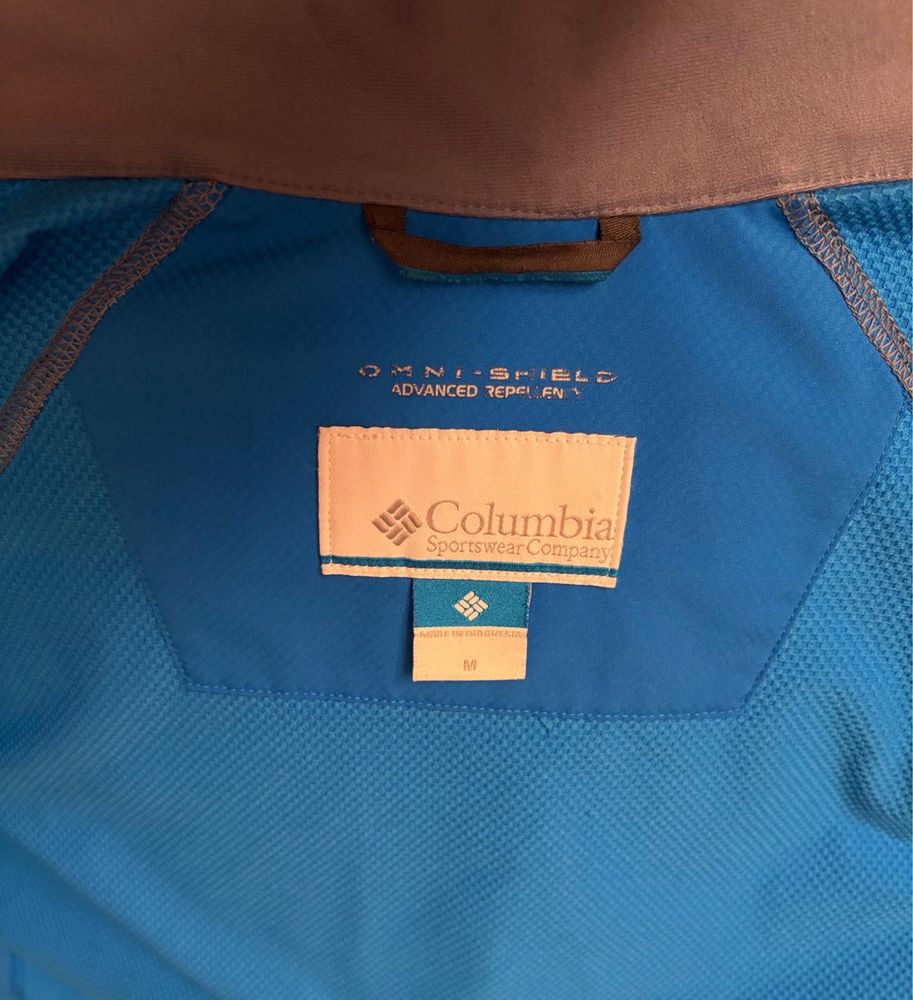 OMNI-SHIELD
ADVANCED REPELLENCY
Columbia
Sportswear Company
MADE IN INDONESIA
M